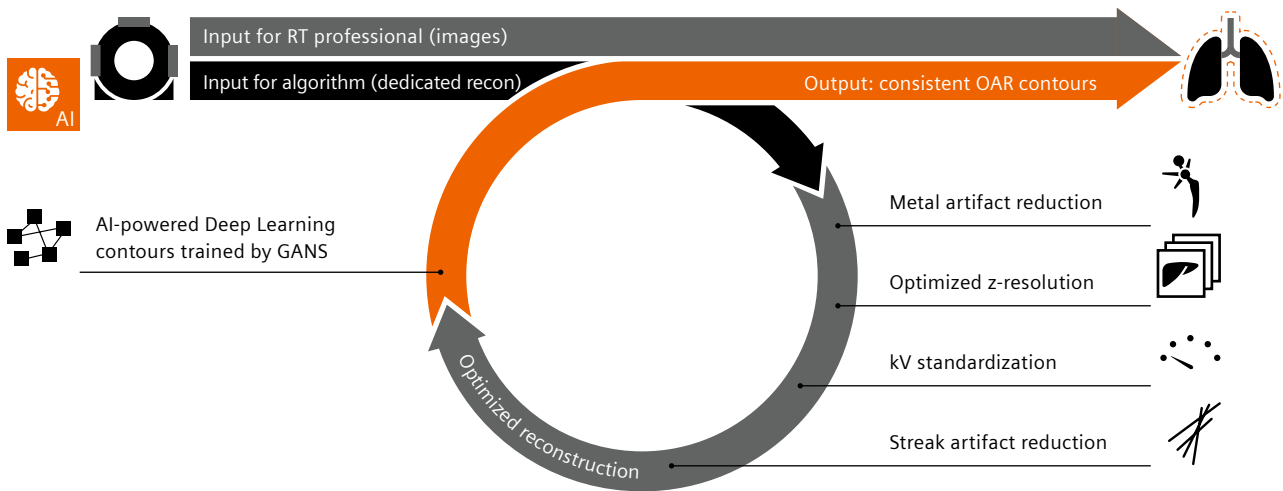 Input for RT professional (images)
Input for algorithm (dedicated recon)
Output: consistent OAR contours
AI
Metal artifact reduction
AI-powered Deep Learning
contours trained by GANS
Optimized z-resolution
kV standardization
Optimized reconstruction
Streak artifact reduction